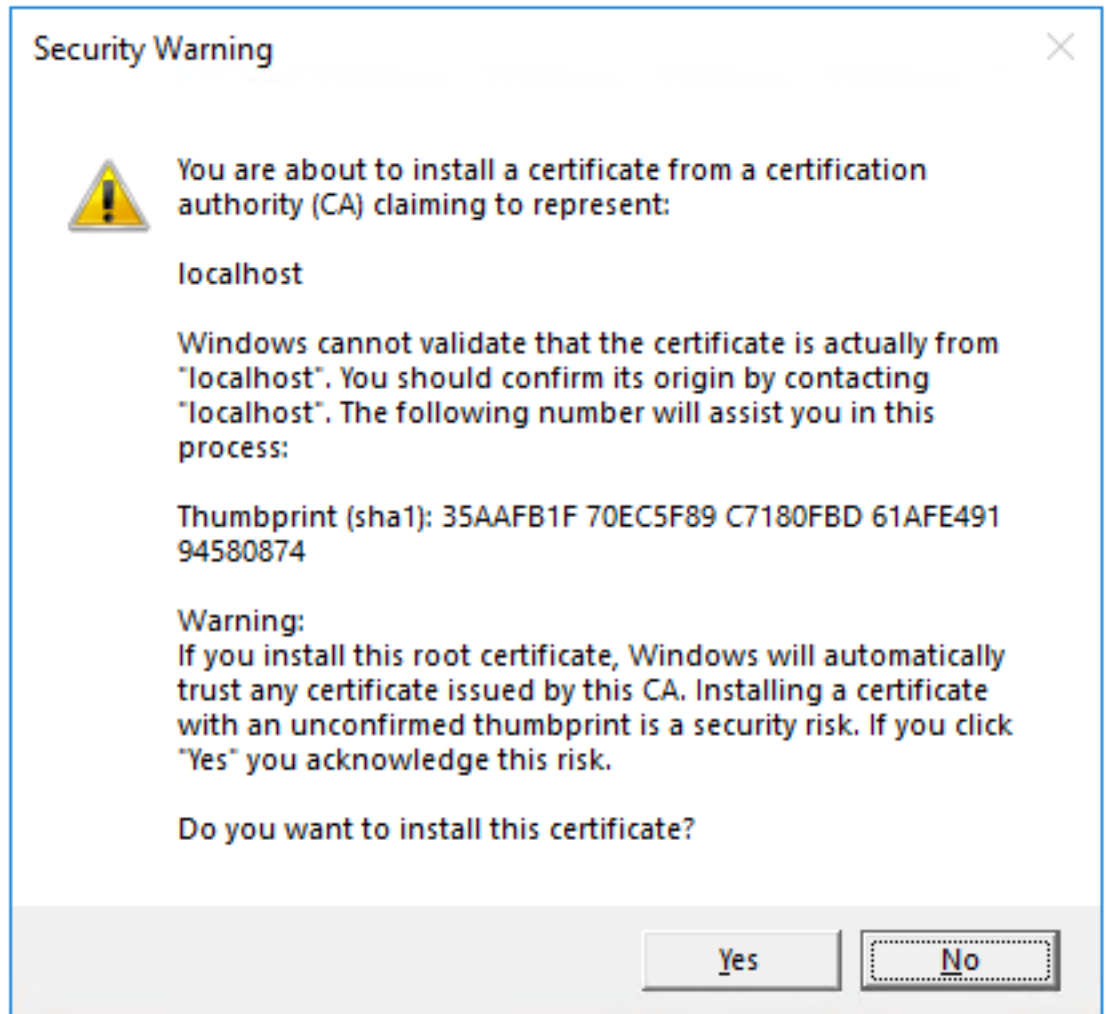 Security Warning
You are about to install a certificate from a certification
authority (CA) claiming to represent:
localhost
Windows cannot validate that the certificate is actually from
"localhost". You should confirm its origin by contacting
"localhost". The following number will assist you in this
process:
Thumbprint (sha1): 35AAFB1F 70EC5F89 C7180FBD 61AFE491
94580874
Warning:
If you install this root certificate, Windows will automatically
trust any certificate issued by this CA. Installing a certificate
with an unconfirmed thumbprint is a security risk. If you click
"Yes" you acknowledge this risk.
Do you want to install this certificate?
Yes
No